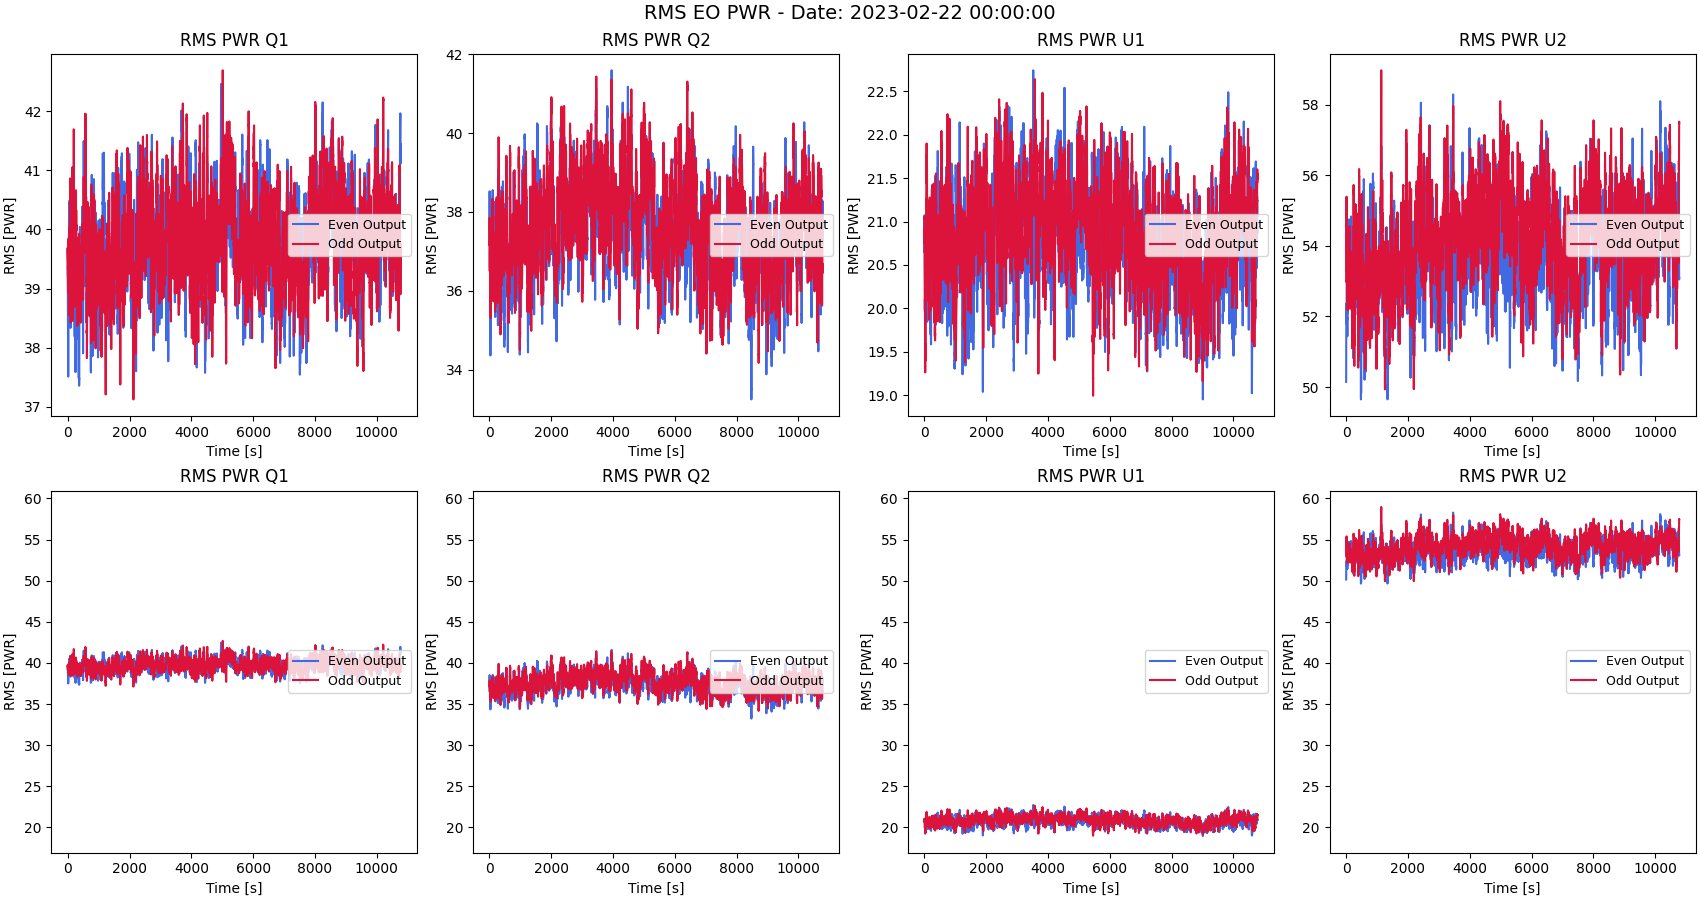 RMS EO PWR - Date: 2023-02-22 00:00:00
RMS PWR Q1
RMS [PWR]
42
41
40
39
38
37
Even Output
Odd Output
0 2000 4000 6000 8000 10000
Time [s]
RMS PWR Q2
RMS [PWR]
42
40
38
36
34
Even Output
Odd Output
0 2000 4000 6000 8000 10000
Time [s]
RMS PWR U1
RMS [PWR]
22.5
22.0
21.5
21.0
20.5
20.0
19.5
19.0
Even Output
Odd Output
0 2000 4000 6000 8000 10000
Time [s]
RMS PWR U2
RMS [PWR]
58
56
54
52
50
Even Output
Odd Output
0 2000 4000 6000 8000 10000
Time [s]
RMS PWR Q1
RMS [PWR]
60
55
50
45
40
35
30
25
20
Even Output
Odd Output
0 2000 4000 6000 8000 10000
Time [s]
RMS PWR Q2
RMS [PWR]
60
55
50
45
40
35
30
25
20
Even Output
Odd Output
0 2000 4000 6000 8000 10000
Time [s]
RMS PWR U1
RMS [PWR]
60
55
50
45
40
35
30
25
20
Even Output
Odd Output
0 2000 4000 6000 8000 10000
Time [s]
RMS PWR U2
RMS [PWR]
60
55
50
45
40
35
30
25
20
Even Output
Odd Output
0 2000 4000 6000 8000 10000
Time [s]